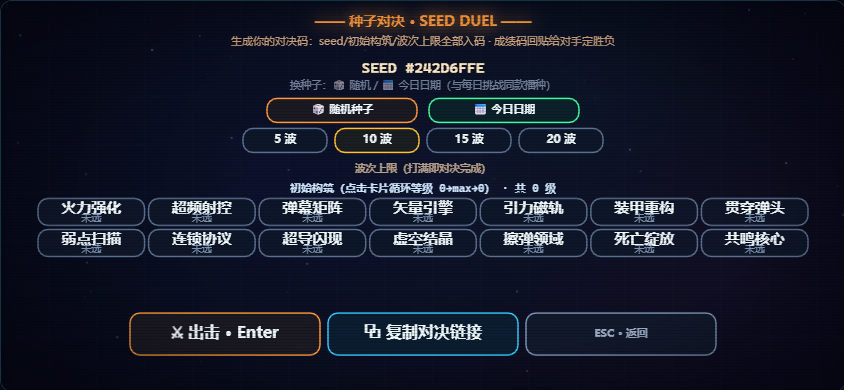 种子对决 • SEED DUEL
生成你的对决码：seed/初始构筑/波次上限全部入码 · 成绩码回贴给对手定胜负
SEED #242D6FFE
换种子：🎲 随机 / 📅 今日日期（与每日挑战同款播种）
🎲 随机种子 📅 今日日期
5 波 10 波 15 波 20 波
波次上限（打满即对决完成）
初始构筑（点击卡片循环等级 0→max→0） · 共 0 级
火力强化 超频射控 弹幕矩阵 矢量引擎 引力磁轨 装甲重构 贯穿弹头
未选 未选 未选 未选 未选 未选 未选
弱点扫描 连锁协议 超导闪现 虚空结晶 擦弹领域 死亡绽放 共鸣核心
未选 未选 未选 未选 未选 未选 未选
⚔ 出击 • Enter ⧉ 复制对决链接 ESC • 返回